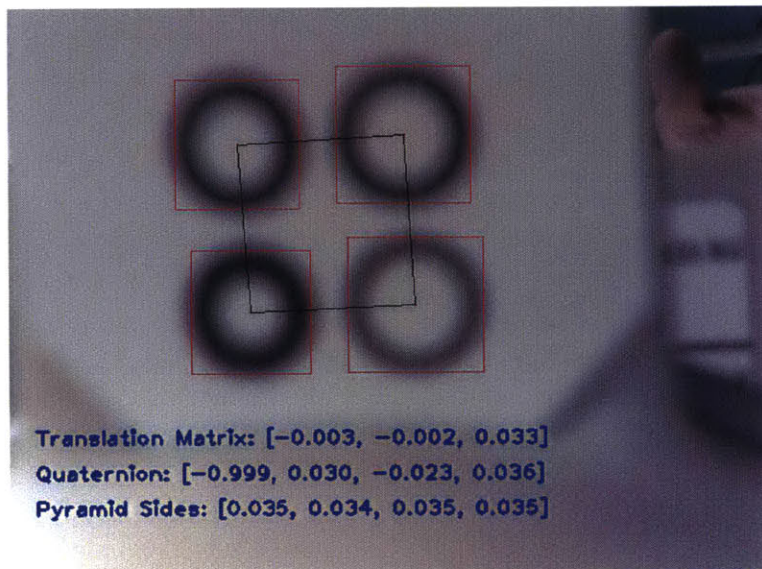 Translation Matrix: [-0.003, -0.002, 0.033]
Quaternion: [-0.999, 0.030, -0.023, 0.036]
Pyramid Sides: [0.035, 0.034, 0.035, 0.035]